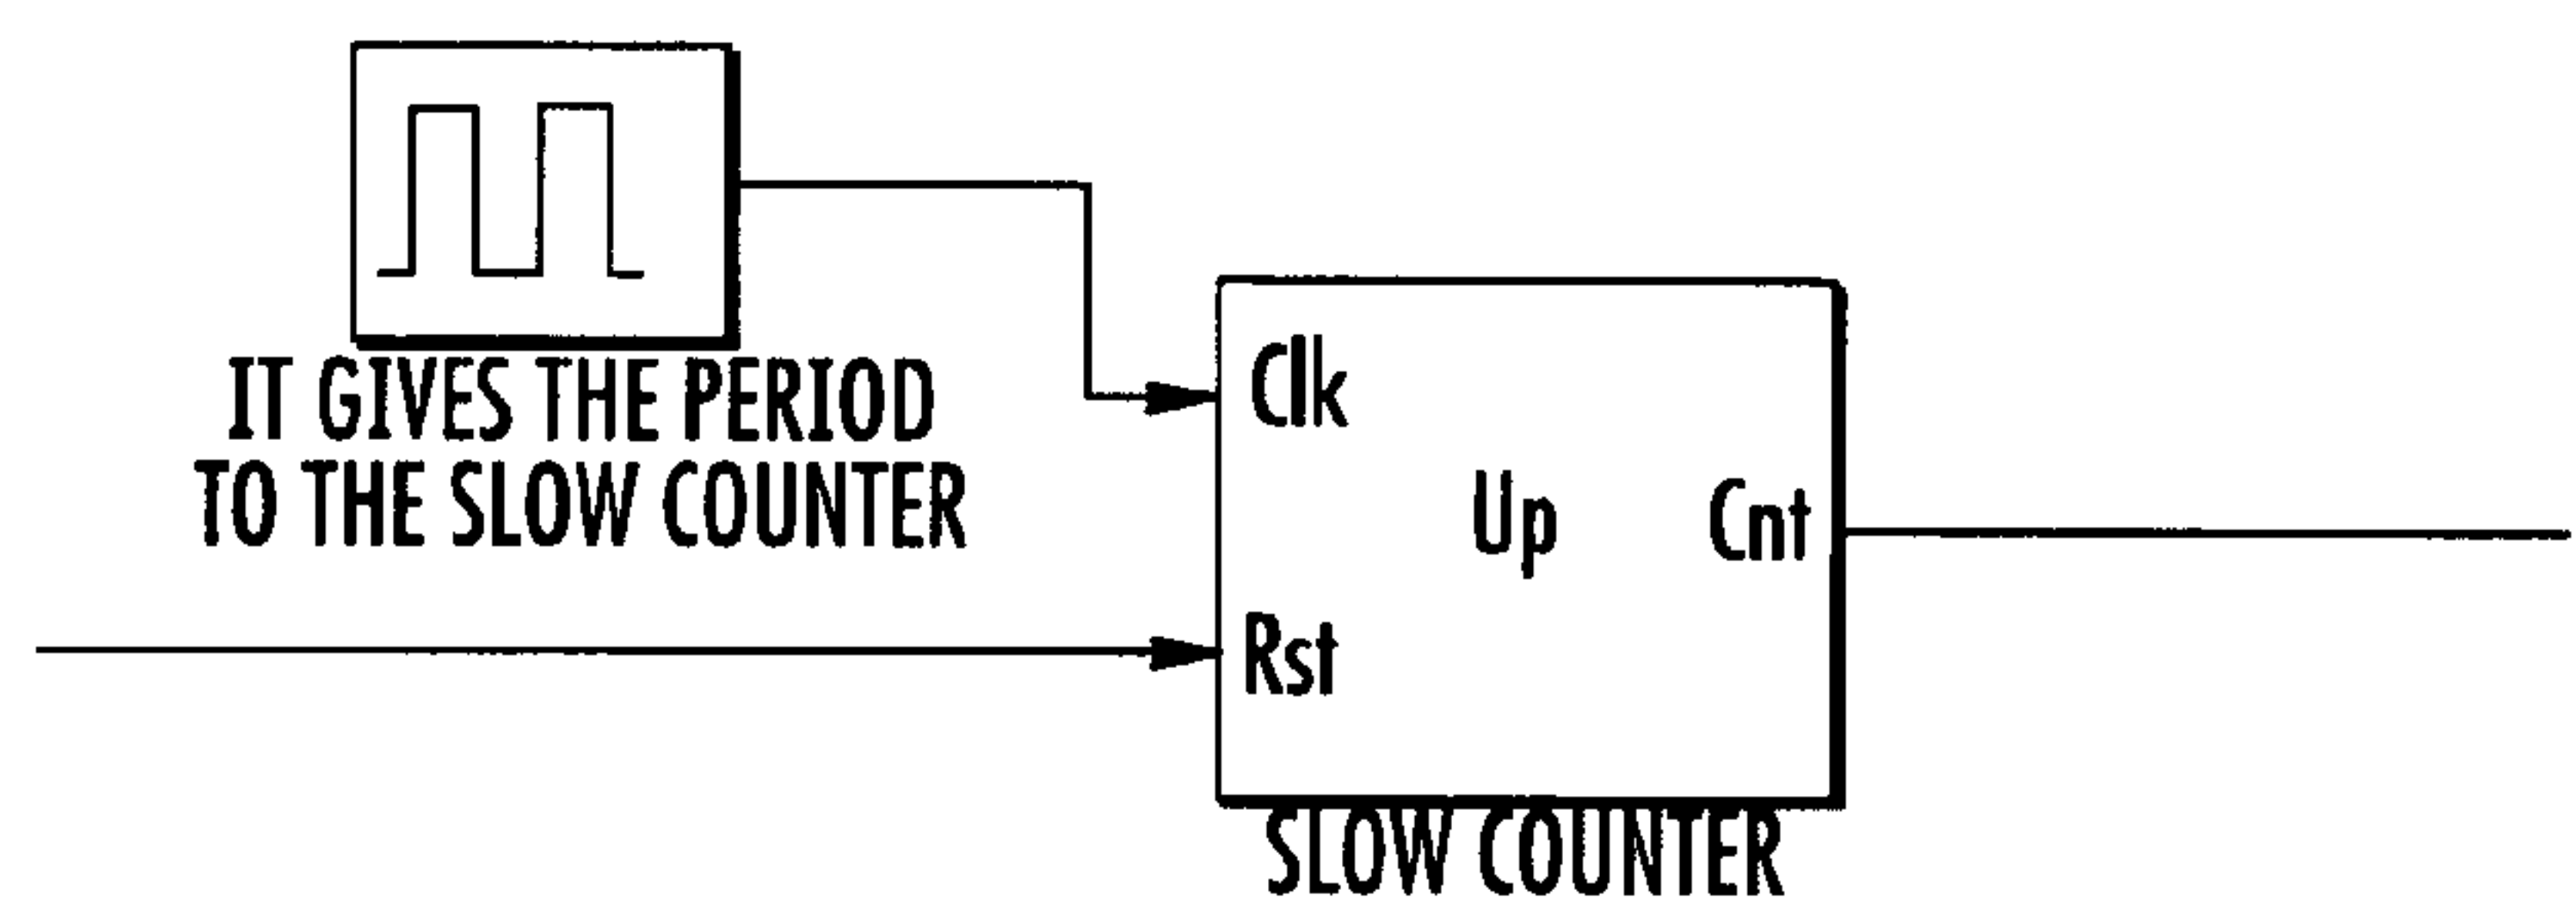 IT GIVES THE PERIOD
TO THE SLOW COUNTER
Clk
Up
Cnt
Rst
SLOW COUNTER